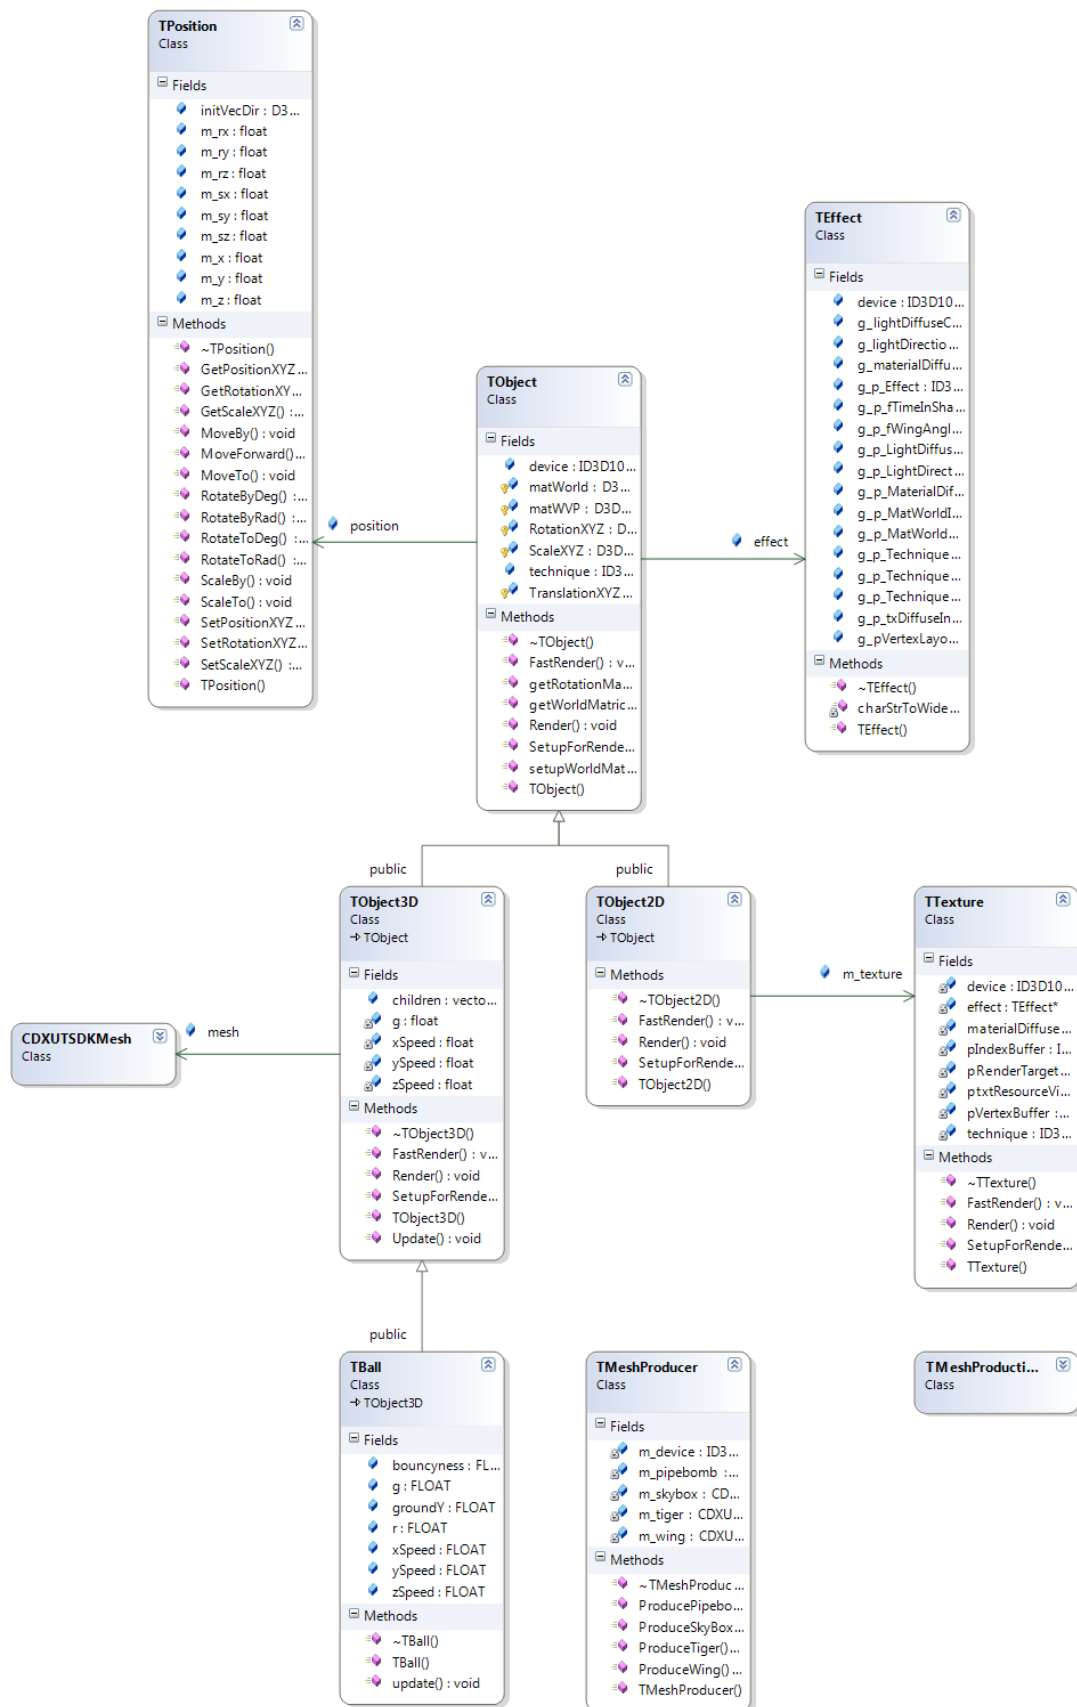 TPosition
Class
Fields
initVecDir : D3...
m_rx : float
m_ry : float
m_rz : float
m_sx : float
m_sy : float
m_sz : float
m_x : float
m_y : float
m_z : float
Methods
~TPosition()
GetPositionXYZ...
GetRotationXY...
GetScaleXYZ() :...
MoveBy() : void
MoveForward()...
MoveTo() : void
RotateByDeg() :...
RotateByRad() :...
RotateToDeg() :...
RotateToRad() :...
ScaleBy() : void
ScaleTo() : void
SetPositionXYZ...
SetRotationXYZ...
SetScaleXYZ() :...
TPosition()
position
TObject
Class
Fields
device : ID3D10...
matWorld : D3...
matWVP : D3D...
RotationXYZ : D...
ScaleXYZ : D3D...
technique : ID3...
TranslationXYZ...
Methods
~TObject()
FastRender() : v...
getRotationMa...
getWorldMatric...
Render() : void
SetupForRende...
setupWorldMat...
TObject()
effect
TEffect
Class
Fields
device : ID3D10...
g_lightDiffuseC...
g_lightDirectio...
g_materialDiffu...
g_p_Effect : ID3...
g_p_fTimeInSha...
g_p_fWingAngl...
g_p_LightDiffus...
g_p_LightDirect...
g_p_MaterialDif...
g_p_MatWorldI...
g_p_MatWorld...
g_p_Technique...
g_p_Technique...
g_p_Technique...
g_p_txDiffuseIn...
g_pVertexLayo...
Methods
~TEffect()
charStrToWide...
TEffect()
public
public
TObject3D
Class
TObject
Fields
children : vecto...
g : float
xSpeed : float
ySpeed : float
zSpeed : float
Methods
~TObject3D()
FastRender() : v...
Render() : void
SetupForRende...
TObject3D()
Update() : void
mesh
CDXUTSDKMesh
Class
TObject2D
Class
TObject
Methods
~TObject2D()
FastRender() : v...
Render() : void
SetupForRende...
TObject2D()
m_texture
TTexture
Class
Fields
device : ID3D10...
effect : TEffect*
materialDiffuse...
pIndexBuffer : I...
pRenderTarget...
ptxtResourceVi...
pVertexBuffer :...
technique : ID3...
Methods
~TTexture()
FastRender() : v...
Render() : void
SetupForRende...
TTexture()
public
TBall
Class
TObject3D
Fields
bouncyness : FL...
g : FLOAT
groundY : FLOAT
r : FLOAT
xSpeed : FLOAT
ySpeed : FLOAT
zSpeed : FLOAT
Methods
~TBall()
TBall()
update() : void
TMeshProducer
Class
Fields
m_device : ID3...
m_pipebomb :...
m_skybox : CD...
m_tiger : CDXU...
m_wing : CDXU...
Methods
~TMeshProduc...
ProducePipebo...
ProduceSkyBox...
ProduceTiger()...
ProduceWing()...
TMeshProducer()
TMeshProducti...
Class